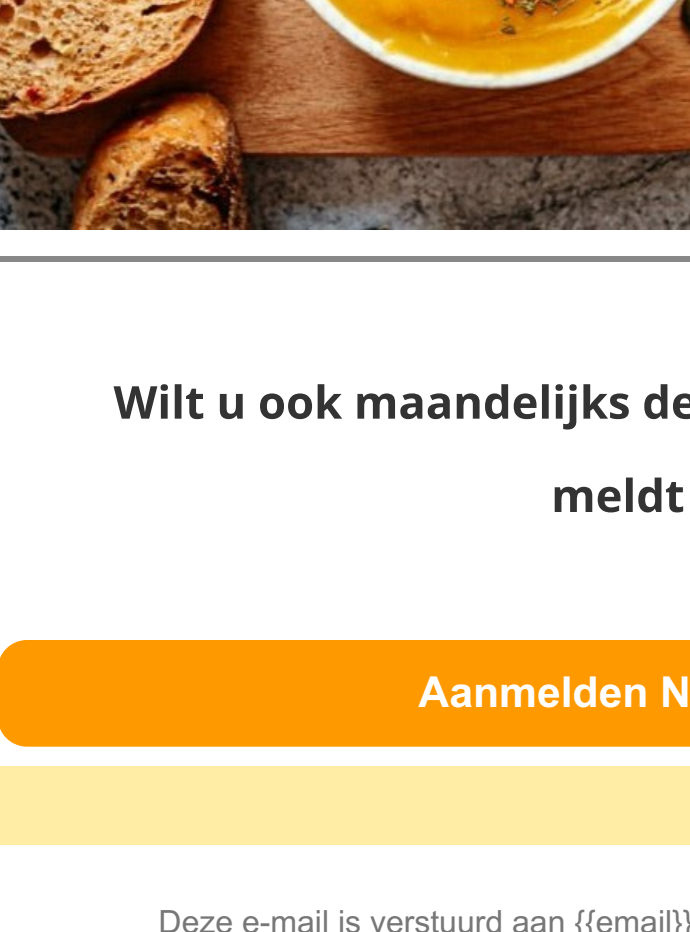 Wilt u ook maandelijks de
meldt
Aanmelden N
Deze e-mail is verstuurd aan {{email}}